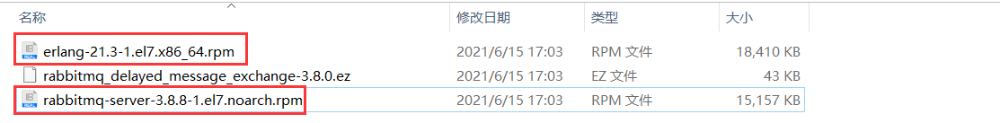 名称 修改日期 类型 大小
erlang-21.3-1.el7.x86_64.rpm 2021/6/15 17:03 RPM 文件 18,410 KB
rabbitmq_delayed_message_exchange-3.8.0.ez 2021/6/15 17:03 EZ 文件 43 KB
rabbitmq-server-3.8.8-1.el7.noarch.rpm 2021/6/15 17:03 RPM 文件 15,157 KB